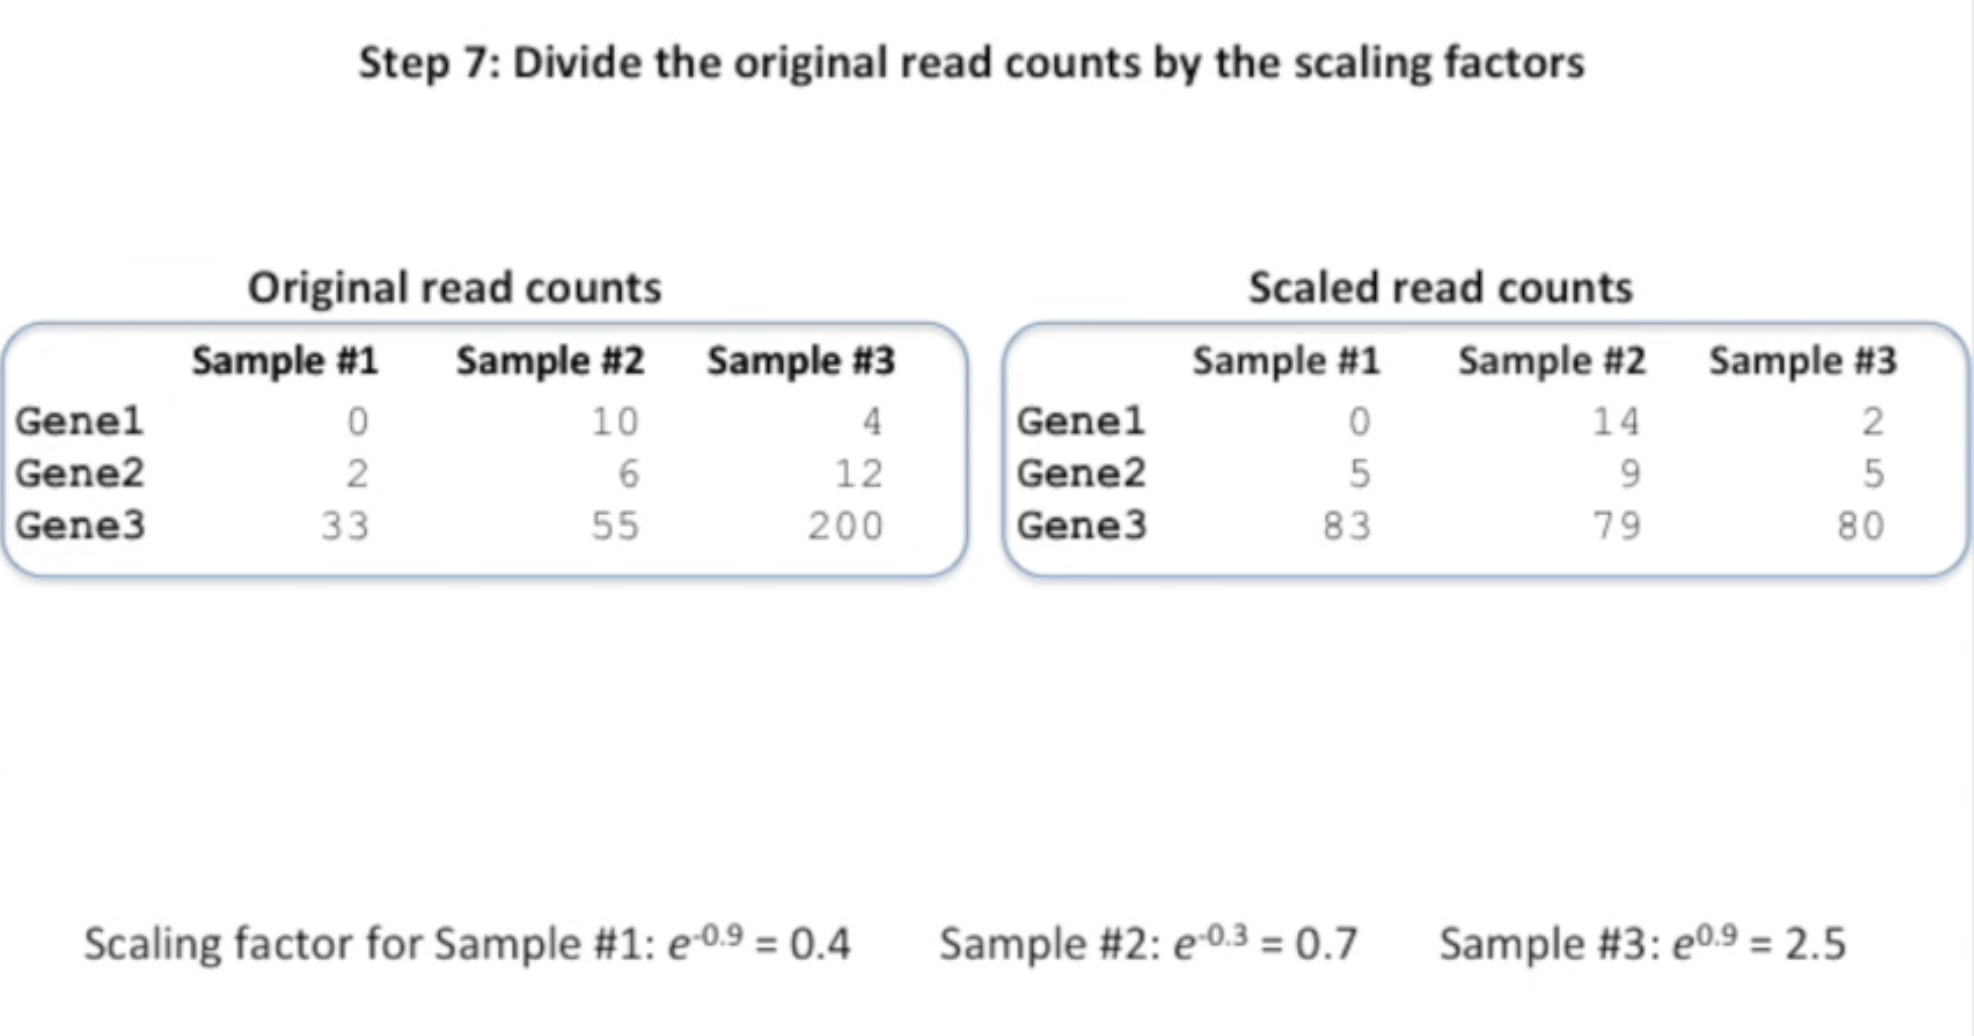 Step 7: Divide the original read counts by the scaling factors
Original read counts
Sample #1 Sample #2 Sample #3
Gene1 0 10 4
Gene2 2 6 12
Gene3 33 55 200
Scaled read counts
Sample #1 Sample #2 Sample #3
Gene1 0 14 2
Gene2 5 9 5
Gene3 83 79 80
Scaling factor for Sample #1: e⁻⁰·⁹ = 0.4 Sample #2: e⁻⁰·³ = 0.7 Sample #3: e⁰·⁹ = 2.5